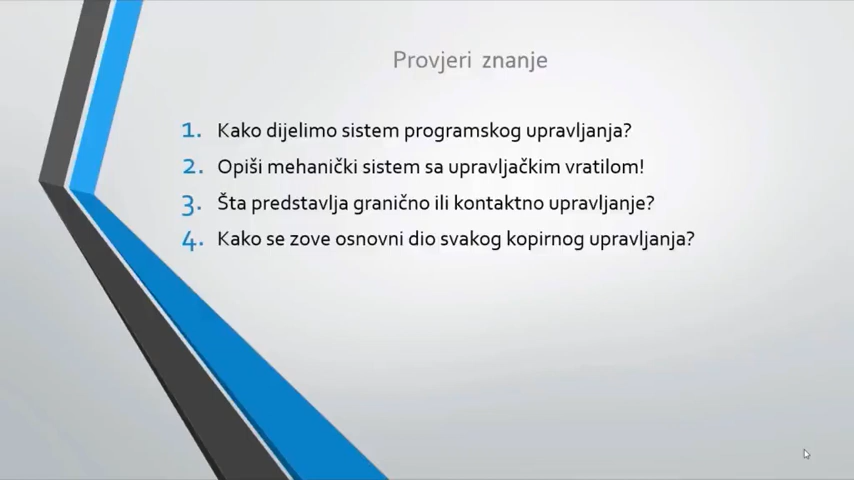 Provjeri znanje
1. Kako dijelimo sistem programskog upravljanja?
2. Opiši mehanički sistem sa upravljačkim vratilom!
3. Šta predstavlja granično ili kontaktno upravljanje?
4. Kako se zove osnovni dio svakog kopirnog upravljanja?